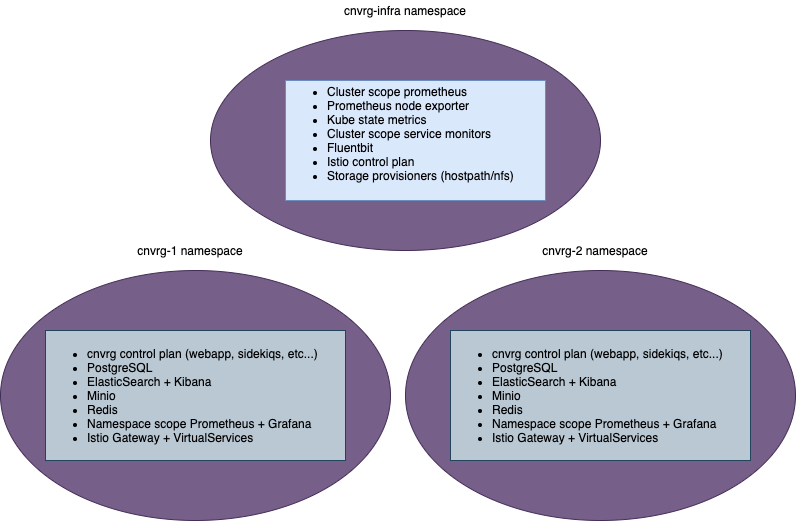 cnvrg-infra namespace
• Cluster scope prometheus
• Prometheus node exporter
• Kube state metrics
• Cluster scope service monitors
• Fluentbit
• Istio control plan
• Storage provisioners (hostpath/nfs)
cnvrg-1 namespace
• cnvrg control plan (webapp, sidekiqs, etc...)
• PostgreSQL
• ElasticSearch + Kibana
• Minio
• Redis
• Namespace scope Prometheus + Grafana
• Istio Gateway + VirtualServices
cnvrg-2 namespace
• cnvrg control plan (webapp, sidekiqs, etc...)
• PostgreSQL
• ElasticSearch + Kibana
• Minio
• Redis
• Namespace scope Prometheus + Grafana
• Istio Gateway + VirtualServices